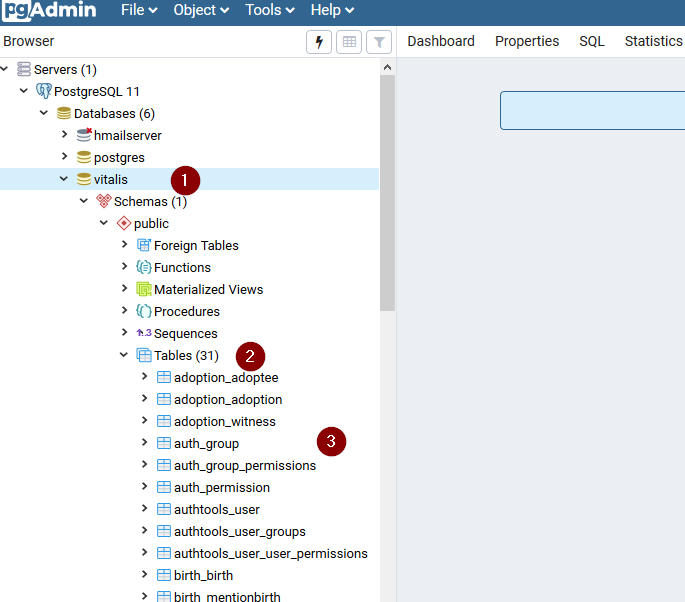 pgAdmin File Object Tools Help
Browser Dashboard Properties SQL Statistics
Servers (1)
PostgreSQL 11
Databases (6)
hmailserver
postgres
vitalis 1
Schemas (1)
public
Foreign Tables
Functions
Materialized Views
Procedures
1..3 Sequences
Tables (31) 2
adoption_adoptee
adoption_adoption
adoption_witness
auth_group 3
auth_group_permissions
auth_permission
authtools_user
authtools_user_groups
authtools_user_user_permissions
birth_birth
birth_mentionbirth